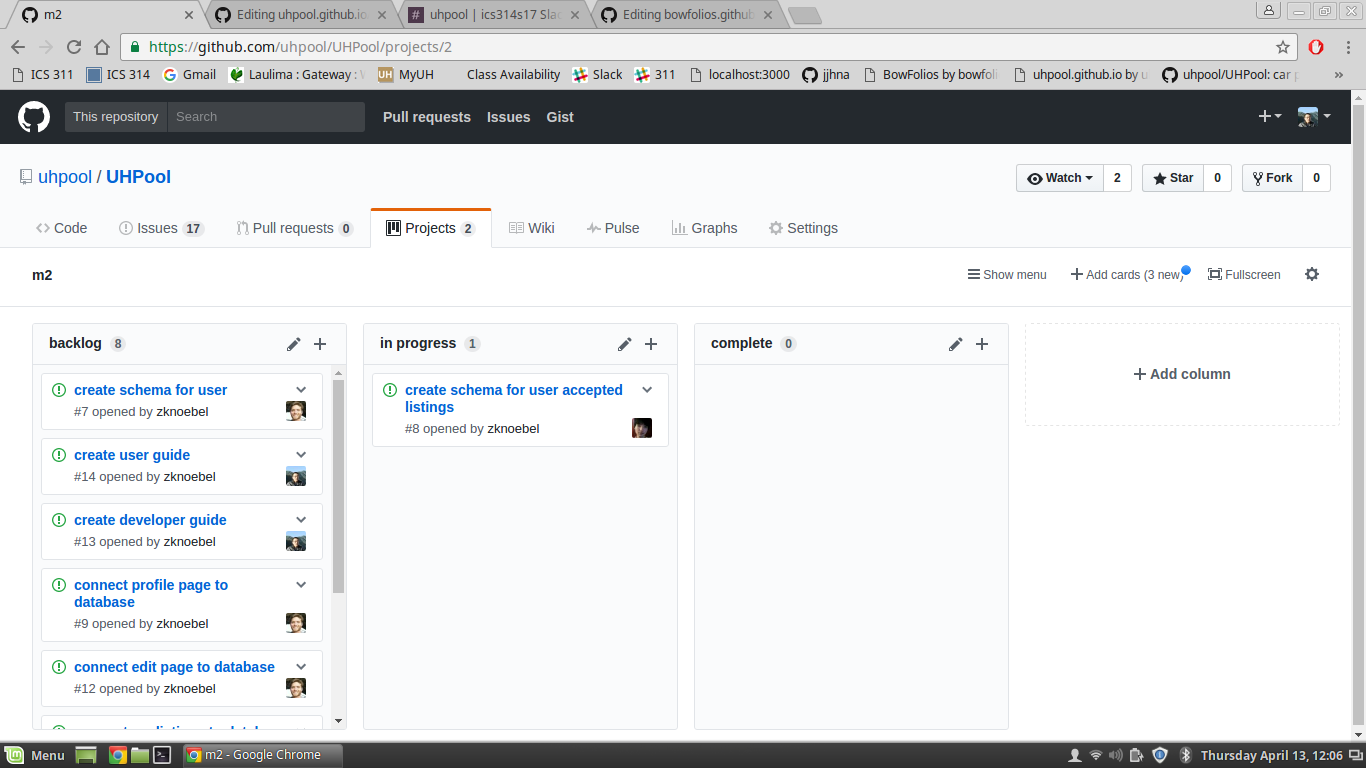 m2
Editing uhpool.github.io
uhpool | ics314s17 Slac
Editing bowfolios.github
https://github.com/uhpool/UHPool/projects/2
ICS 311
ICS 314
Gmail
Laulima : Gateway :
MyUH
Class Availability
Slack
311
localhost:3000
jjhna
BowFolios by bowfoli
uhpool.github.io by u
uhpool/UHPool: car p
»
This repository
Search
Pull requests
Issues
Gist
uhpool / UHPool
Watch 2
Star 0
Fork 0
Code
Issues 17
Pull requests 0
Projects 2
Wiki
Pulse
Graphs
Settings
m2
Show menu
Add cards (3 new)
Fullscreen
backlog 8
create schema for user
#7 opened by zknoebel
create user guide
#14 opened by zknoebel
create developer guide
#13 opened by zknoebel
connect profile page to
database
#9 opened by zknoebel
connect edit page to database
#12 opened by zknoebel
in progress 1
create schema for user accepted
listings
#8 opened by zknoebel
complete 0
Add column
Menu
m2 - Google Chrome
Thursday April 13, 12:06